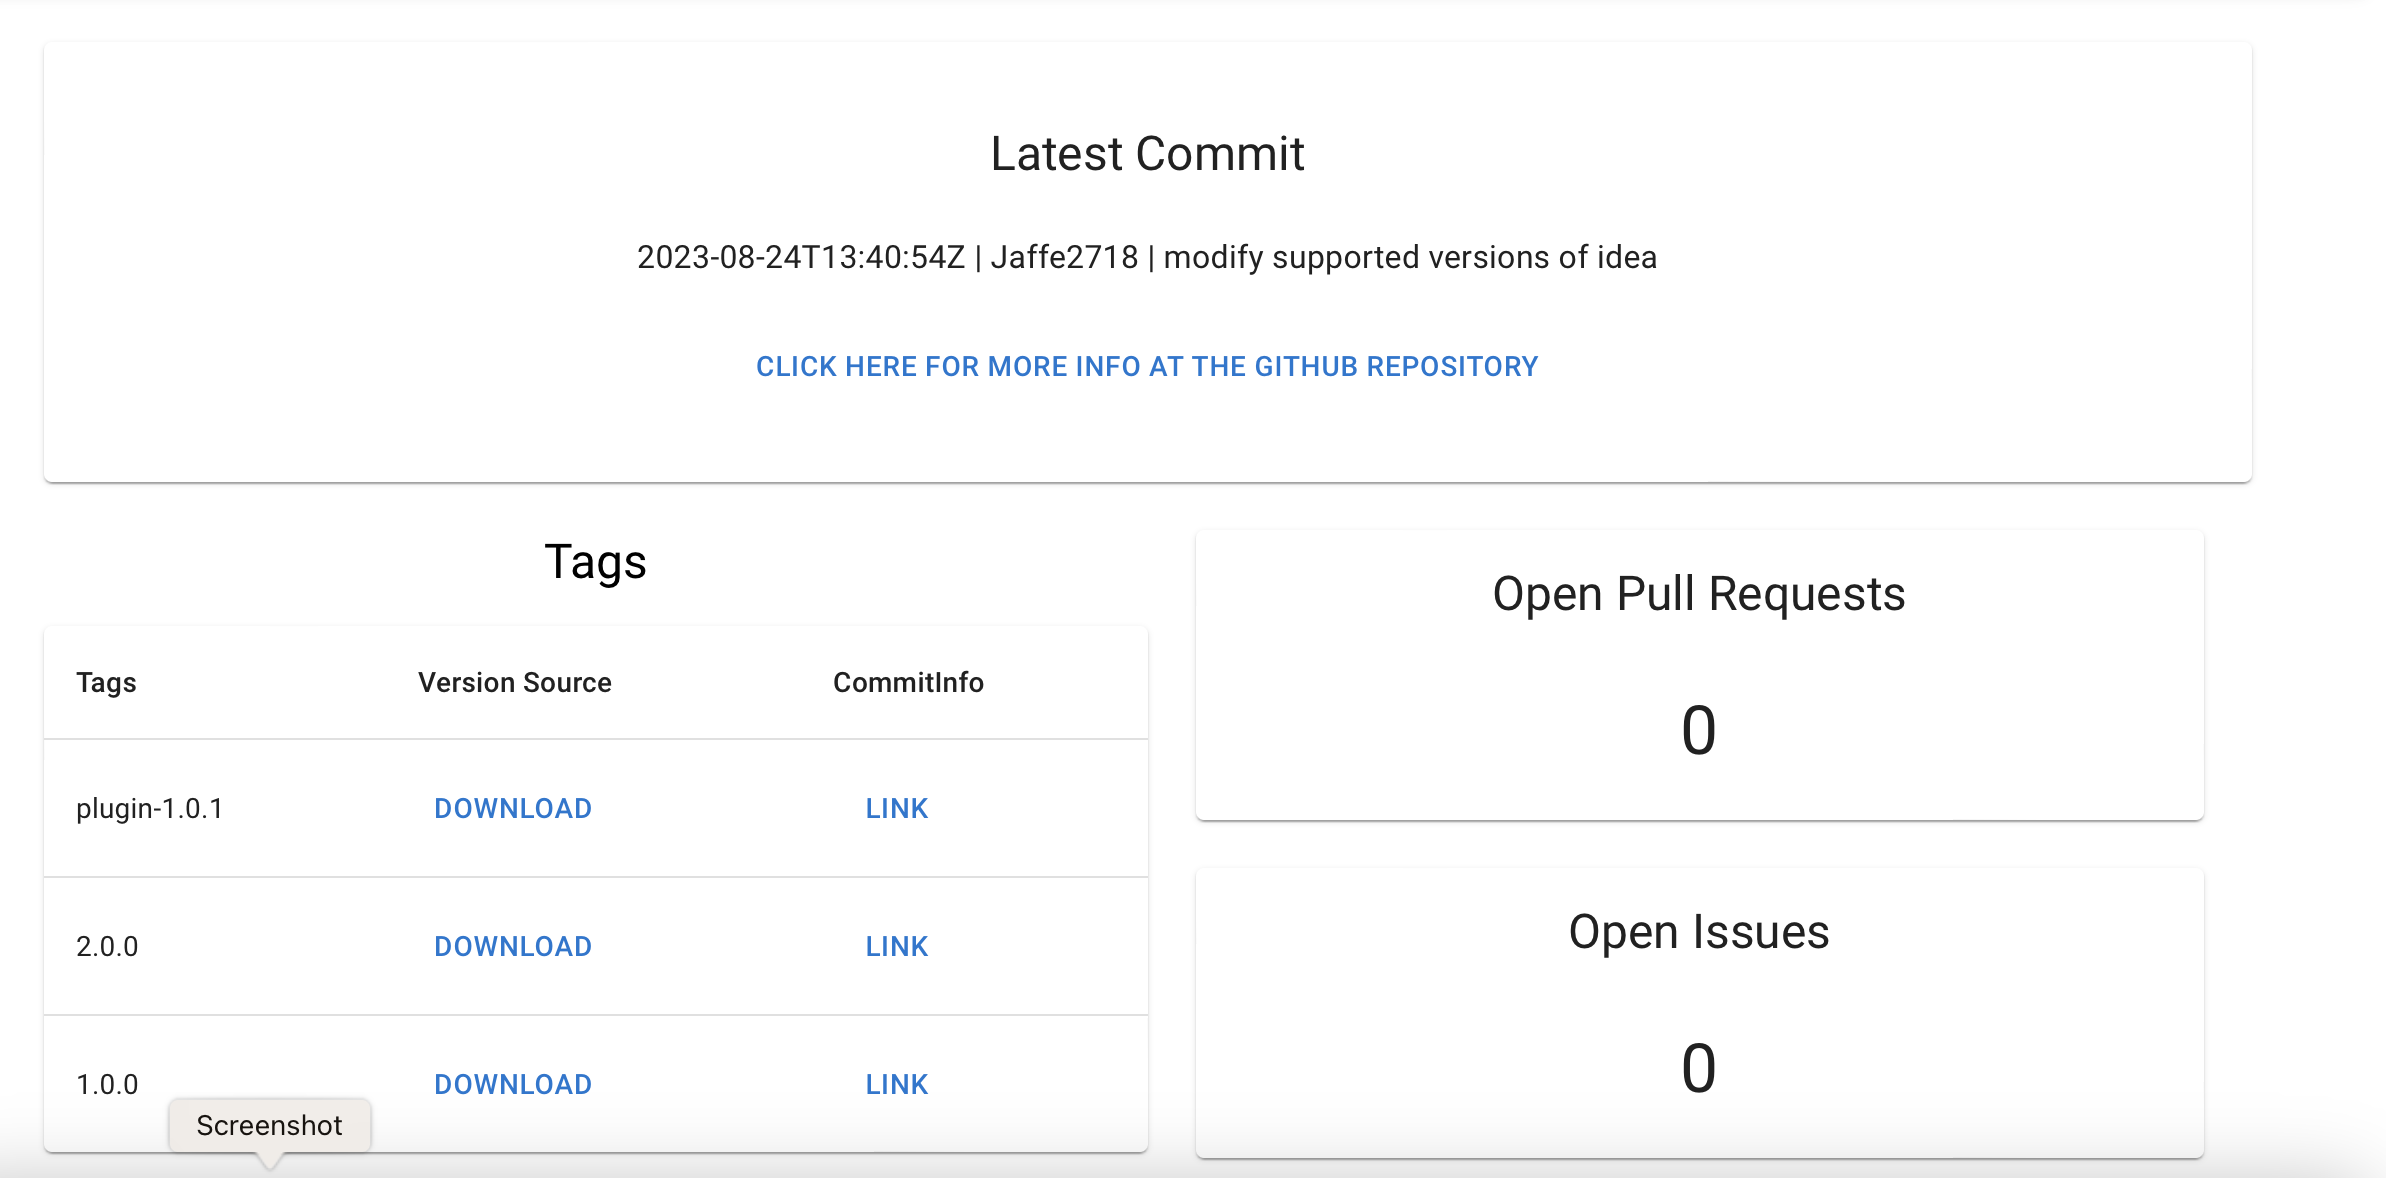 Latest Commit
2023-08-24T13:40:54Z | Jaffe2718 | modify supported versions of idea
CLICK HERE FOR MORE INFO AT THE GITHUB REPOSITORY
Tags
Tags Version Source CommitInfo
plugin-1.0.1 DOWNLOAD LINK
2.0.0 DOWNLOAD LINK
1.0.0 DOWNLOAD LINK
Screenshot
Open Pull Requests
0
Open Issues
0